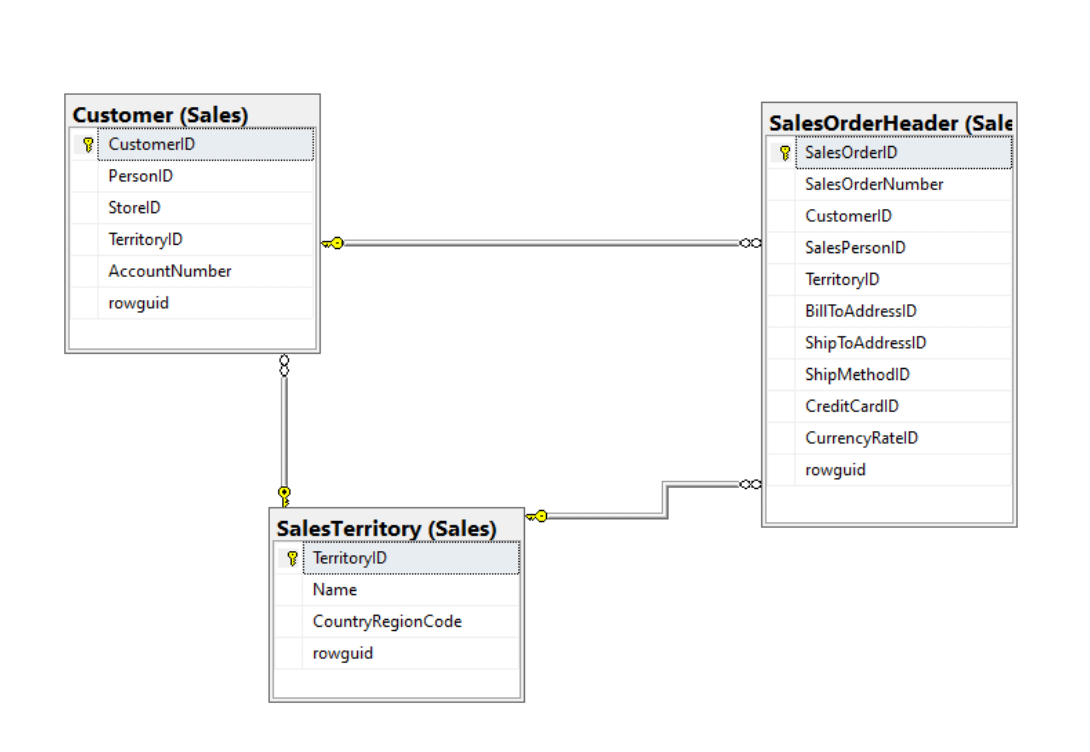 Customer (Sales)
CustomerID
PersonID
StoreID
TerritoryID
AccountNumber
rowguid
SalesOrderHeader (Sale
SalesOrderID
SalesOrderNumber
CustomerID
SalesPersonID
TerritoryID
BillToAddressID
ShipToAddressID
ShipMethodID
CreditCardID
CurrencyRateID
rowguid
SalesTerritory (Sales)
TerritoryID
Name
CountryRegionCode
rowguid